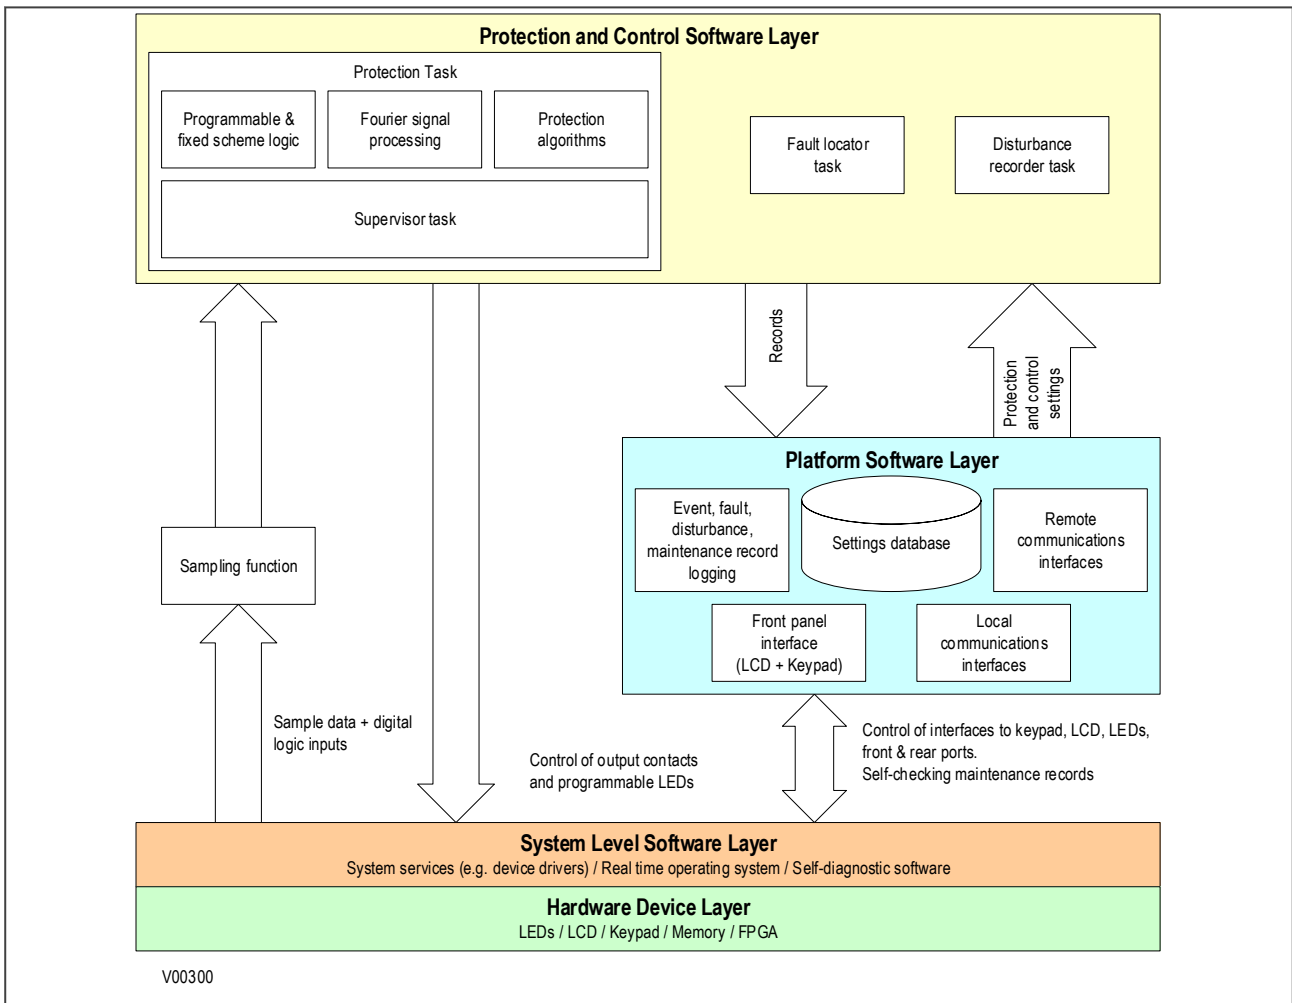 Protection and Control Software Layer
Protection Task
Programmable &
fixed scheme logic
Fourier signal
processing
Protection
algorithms
Supervisor task
Fault locator
task
Disturbance
recorder task
Records
Protection
and control
settings
Platform Software Layer
Event, fault,
disturbance,
maintenance record
logging
Settings database
Remote
communications
interfaces
Front panel
interface
(LCD + Keypad)
Local
communications
interfaces
Sampling function
Sample data + digital
logic inputs
Control of output contacts
and programmable LEDs
Control of interfaces to keypad, LCD, LEDs,
front & rear ports.
Self-checking maintenance records
System Level Software Layer
System services (e.g. device drivers) / Real time operating system / Self-diagnostic software
Hardware Device Layer
LEDs / LCD / Keypad / Memory / FPGA
V00300